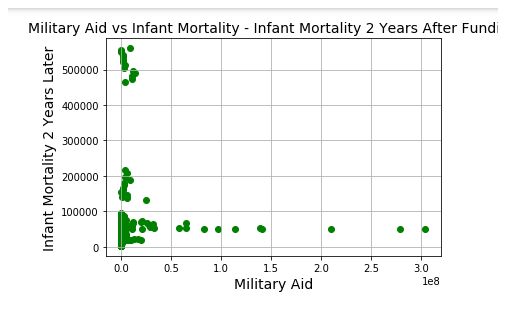 Military Aid vs Infant Mortality - Infant Mortality 2 Years After Fundi
500000
400000
300000
200000
100000
0
Infant Mortality 2 Years Later
0.0 0.5 1.0 1.5 2.0 2.5 3.0
1e8
Military Aid